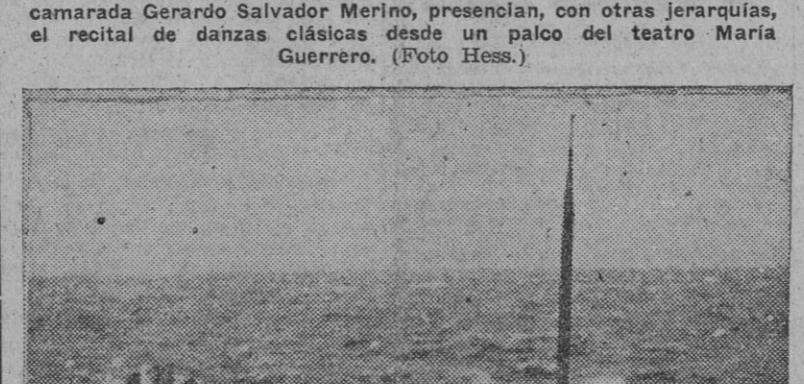 camarada Gerardo Salvador Merino, presencian, con otras jerarquías,
el recital de danzas clásicas desde un palco del teatro María
Guerrero. (Foto Hess.)